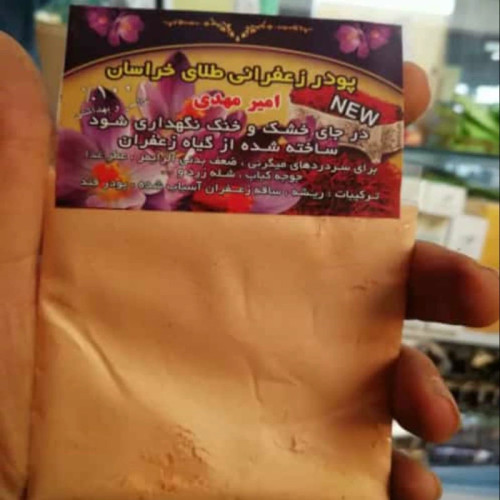 پودر زعفرانی طلای خراسان
امیر مهدی
NEW
در جای خشک و خنک نگهداری شود
ساخته شده از گیاه زعفران
برای سردردهای میگرنی ، ضعف بدنی
جوجه کباب ، شله زرد و
ترکیبات : ریشه ، ساقه زعفران آسیاب شده ، پودر قند